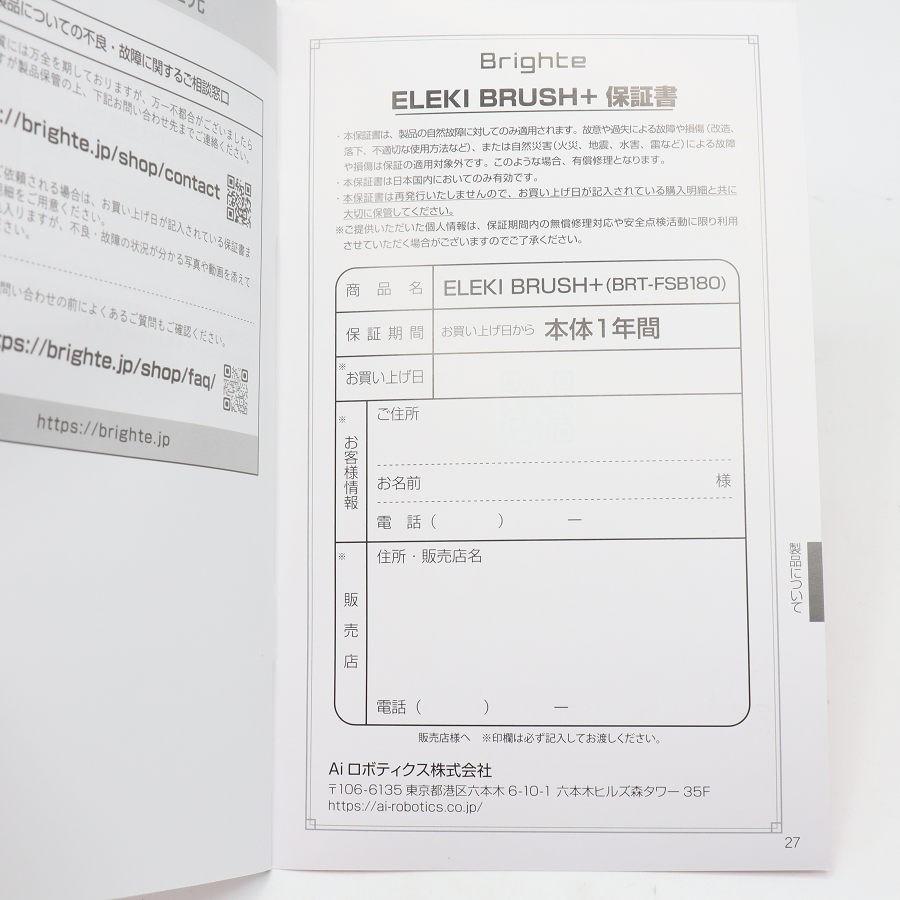 製品についての不良・故障に関するご相談窓口
質には万全を期しておりますが、万一不都合がございましたら
すが製品保管の上、下記お問い合わせ先までご連絡ください。
://brighte.jp/shop/contact
ご依頼される場合は、お買い上げ日が記入されている保証書ま
明細をご用意ください。
入りますが、不良・故障の状況が分かる写真や動画を添えて
ださい。
問い合わせの前によくあるご質問もご確認ください。
ps://brighte.jp/shop/faq/
https://brighte.jp
Brighte
ELEKI BRUSH+ 保証書
・本保証書は、製品の自然故障に対してのみ適用されます。故意や過失による故障や損傷（改造、
落下、不適切な使用方法など）、または自然災害（火災、地震、水害、雷など）による故障
や損傷は保証の適用対象外です。このような場合、有償修理となります。
・本保証書は日本国内においてのみ有効です。
・本保証書は再発行いたしませんので、お買い上げ日が記入されている購入明細と共に
大切に保管してください。
※ご提供いただいた個人情報は、保証期間内の無償修理対応や安全点検活動に限り利用
させていただく場合がございますのでご了承ください。
商品名 ELEKI BRUSH+(BRT-FSB180)
保証期間 お買い上げ日から 本体1年間
※お買い上げ日
※お客様情報
ご住所
お名前 様
電話（ ） ー
※販売店
住所・販売店名
電話（ ） ー
販売店様へ ※印欄は必ず記入してお渡しください。
Ai ロボティクス株式会社
〒106-6135 東京都港区六本木 6-10-1 六本木ヒルズ森タワー 35F
https://ai-robotics.co.jp/
製品について
27